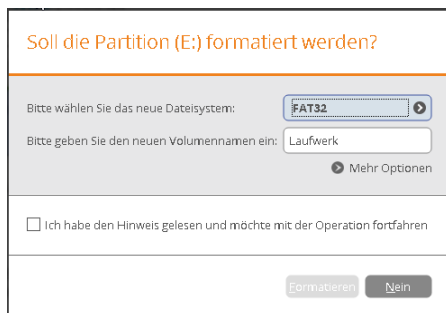 Soll die Partition (E:) formatiert werden?
Bitte wählen Sie das neue Dateisystem: FAT32
Bitte geben Sie den neuen Volumennamen ein: Laufwerk
Mehr Optionen
Ich habe den Hinweis gelesen und möchte mit der Operation fortfahren
Formatieren Nein